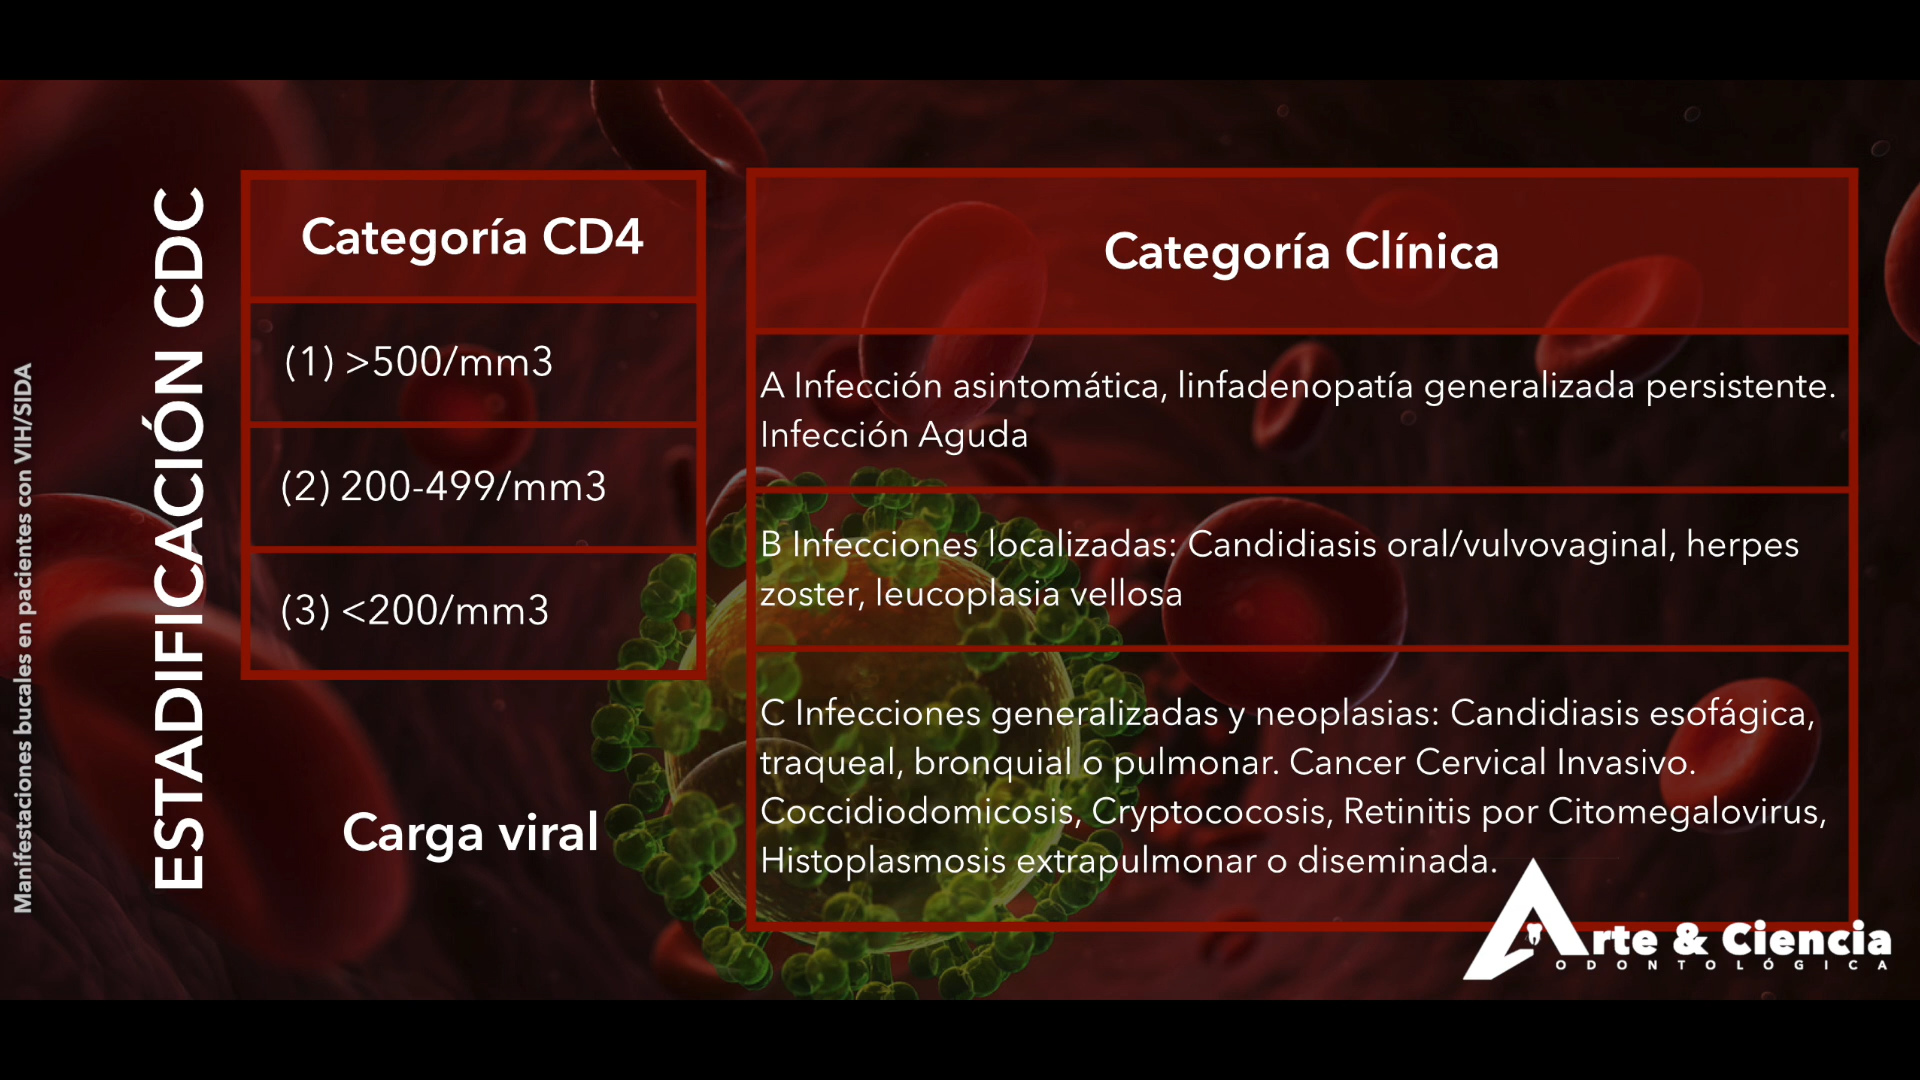 Manifestaciones bucales en pacientes con VIH/SIDA
ESTADIFICACIÓN CDC
Categoría CD4
(1) >500/mm3
(2) 200-499/mm3
(3) <200/mm3
Carga viral
Categoría Clínica
A Infección asintomática, linfadenopatía generalizada persistente.
Infección Aguda
B Infecciones localizadas: Candidiasis oral/vulvovaginal, herpes
zoster, leucoplasia vellosa
C Infecciones generalizadas y neoplasias: Candidiasis esofágica,
traqueal, bronquial o pulmonar. Cancer Cervical Invasivo.
Coccidiodomicosis, Cryptococosis, Retinitis por Citomegalovirus,
Histoplasmosis extrapulmonar o diseminada.
Arte & Ciencia
ODONTOLÓGICA